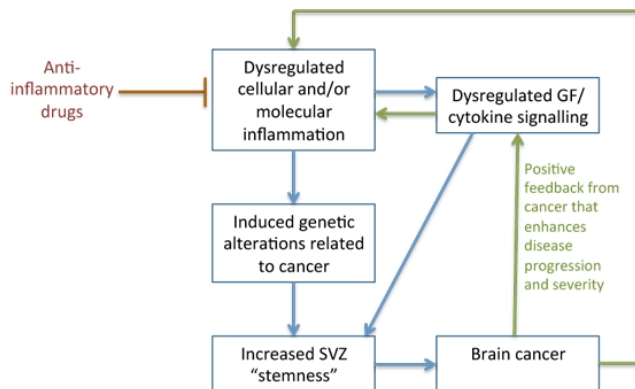 Anti-
inflammatory
drugs
Dysregulated
cellular and/or
molecular
inflammation
Dysregulated GF/
cytokine signalling
Induced genetic
alterations related
to cancer
Positive
feedback from
cancer that
enhances
disease
progression
and severity
Increased SVZ
“stemness”
Brain cancer